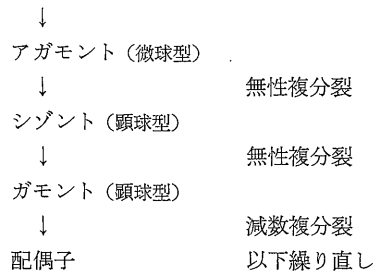 ↓
アガモント（微球型）
↓ 無性複分裂
シゾント（顕球型）
↓ 無性複分裂
ガモント（顕球型）
↓ 減数複分裂
配偶子 以下繰り直し